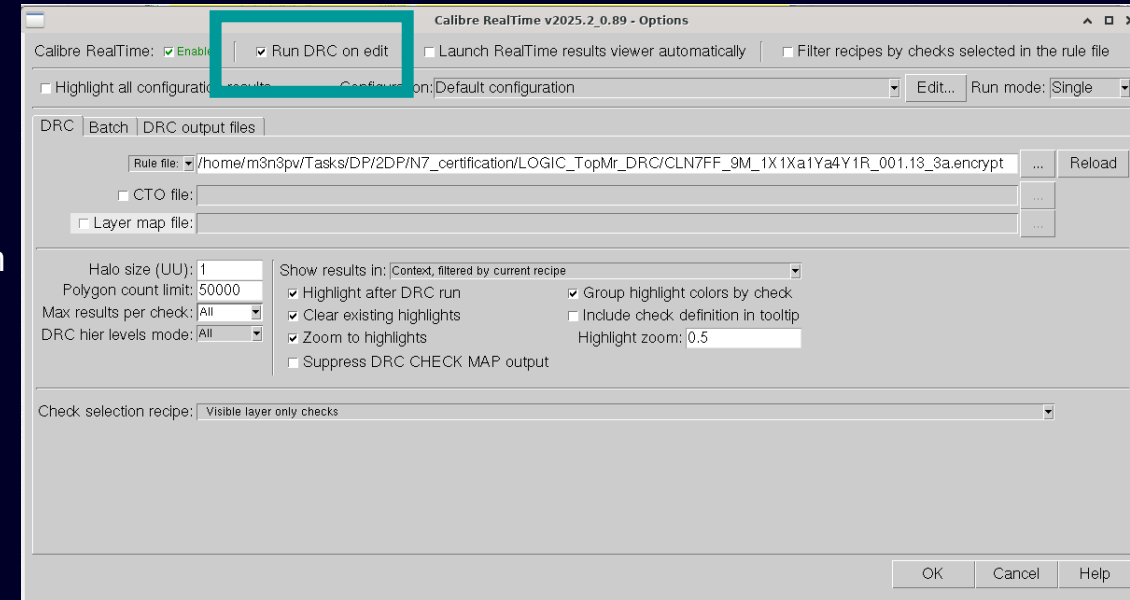 Calibre RealTime v2025.2_0.89 - Options
Calibre RealTime: Enabl Run DRC on edit Launch RealTime results viewer automatically Filter recipes by checks selected in the rule file
Highlight all configuration results Configuration: Default configuration Edit... Run mode: Single
DRC Batch DRC output files
Rule file: /home/m3n3pv/Tasks/DP/2DP/N7_certification/LOGIC_TopMr_DRC/CLN7FF_9M_1X1Xa1Ya4Y1R_001.13_3a.encrypt ... Reload
CTO file: ...
Layer map file: ...
Halo size (UU): 1 Show results in: Context, filtered by current recipe
Polygon count limit: 50000 Highlight after DRC run Group highlight colors by check
Max results per check: All Clear existing highlights Include check definition in tooltip
DRC hier levels mode: All Zoom to highlights Highlight zoom: 0.5
Suppress DRC CHECK MAP output
Check selection recipe: Visible layer only checks
OK Cancel Help